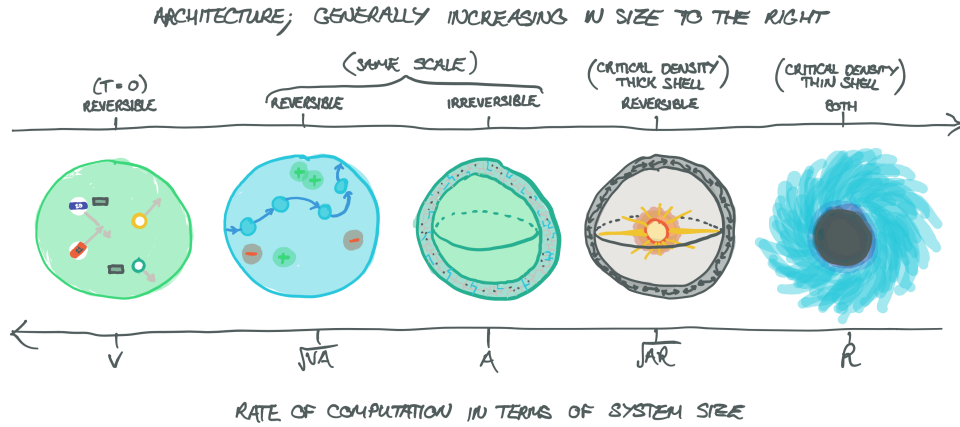 ARCHITECTURE; GENERALLY INCREASING IN SIZE TO THE RIGHT
(T=0)
REVERSIBLE
(SAME SCALE)
REVERSIBLE
IRREVERSIBLE
(CRITICAL DENSITY
THICK SHELL)
REVERSIBLE
(CRITICAL DENSITY
THIN SHELL)
BOTH
+ +
+
-
-
V
√VA
A
√AR
R
RATE OF COMPUTATION IN TERMS OF SYSTEM SIZE